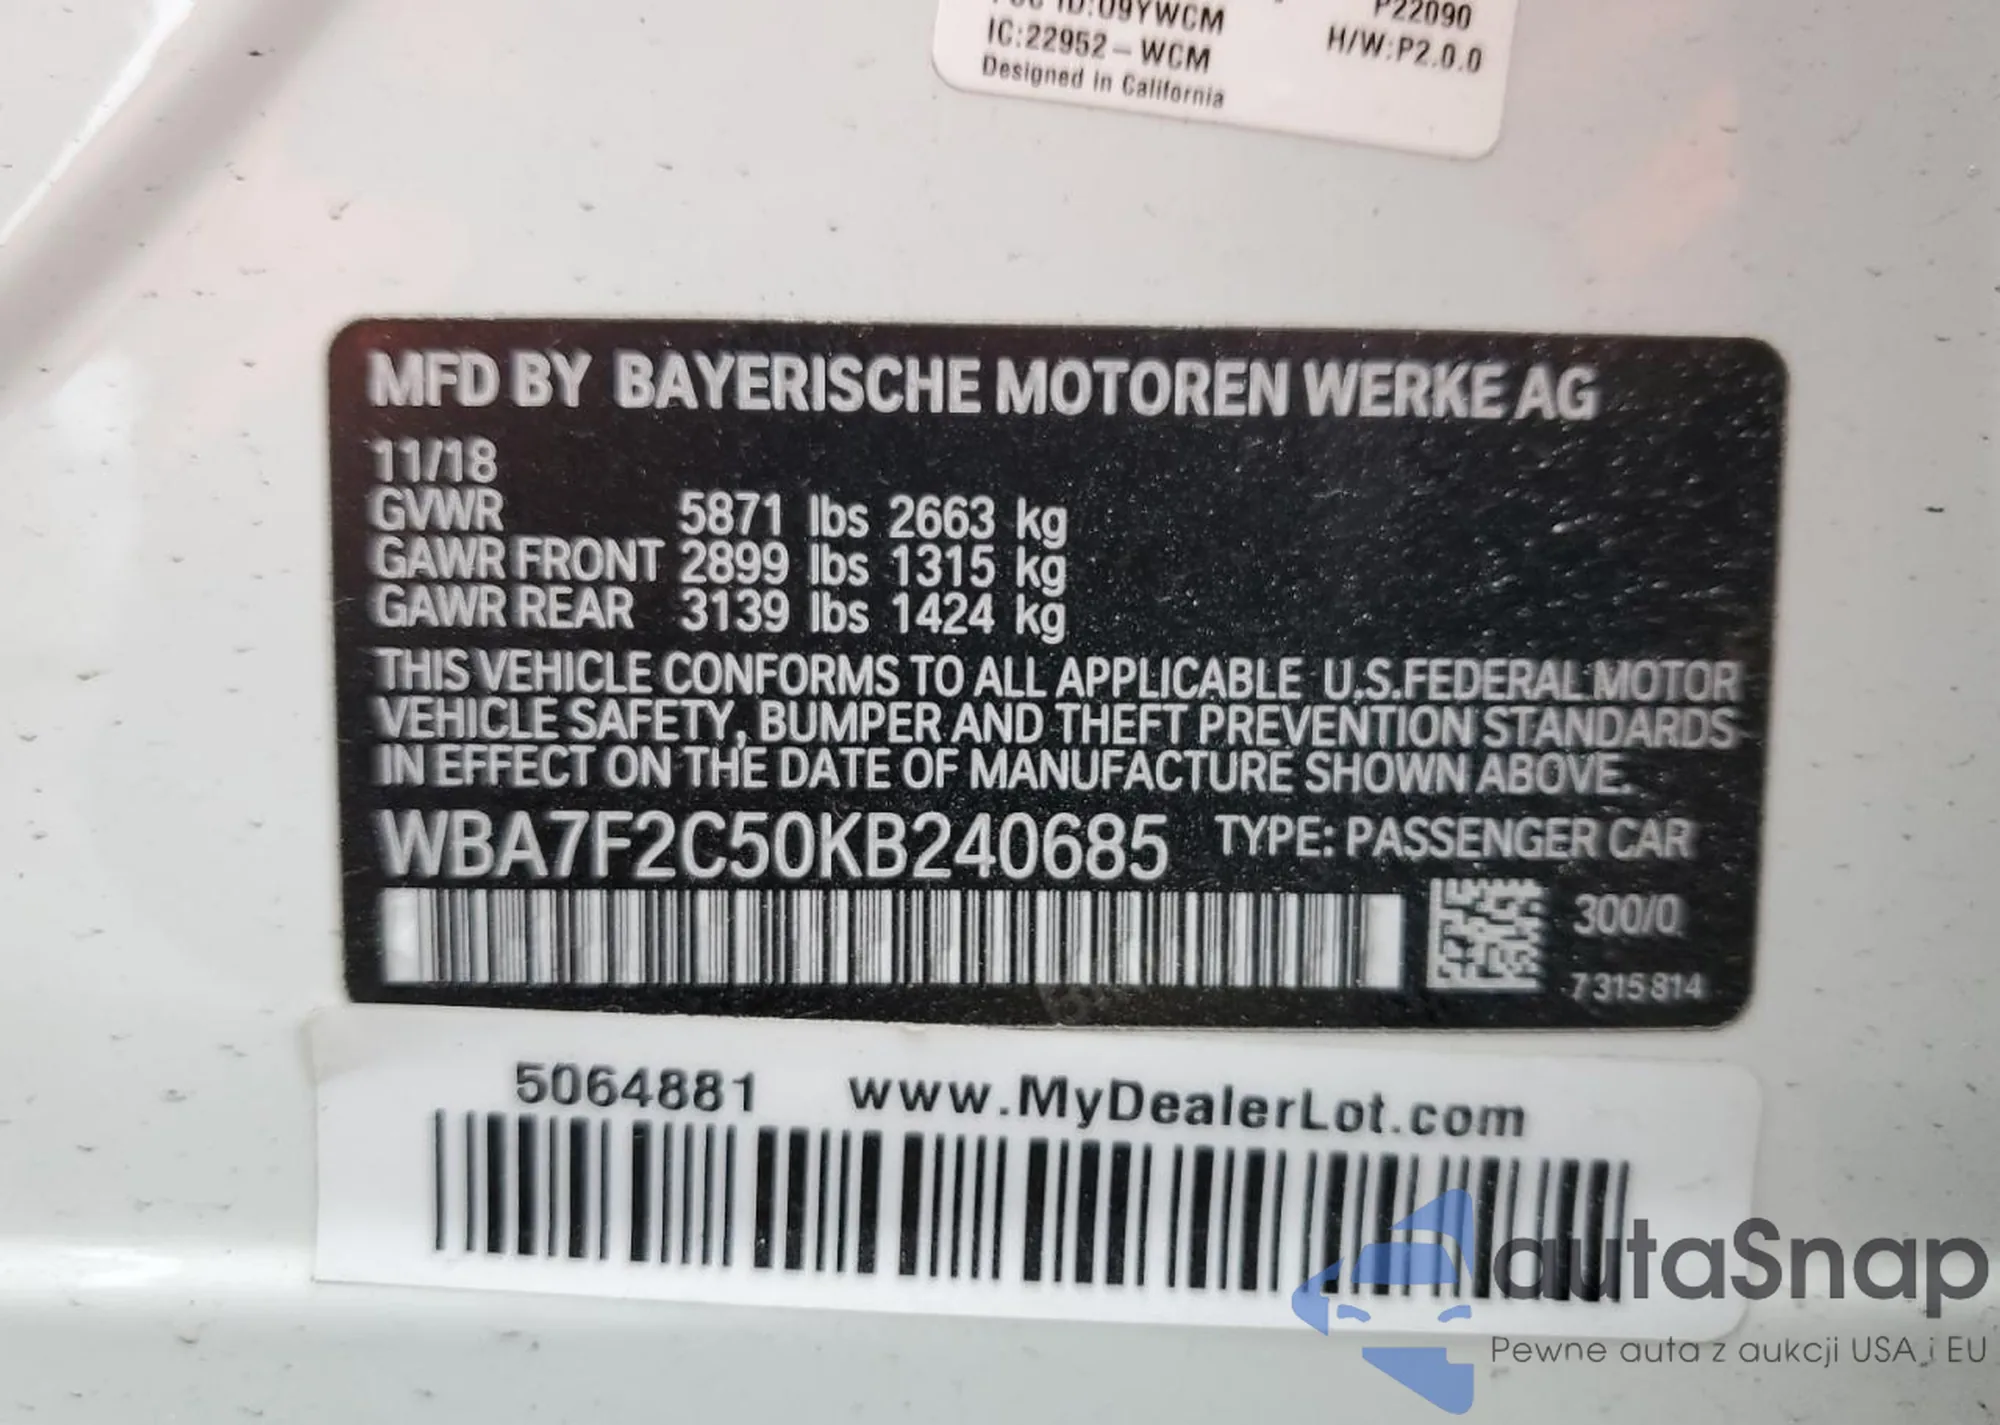 ID:U9YWCM
IC:22952-WCM
Designed in California
P22090
H/W:P2.0.0
MFD BY BAYERISCHE MOTOREN WERKE AG
11/18
GVWR 5871 lbs 2663 kg
GAWR FRONT 2899 lbs 1315 kg
GAWR REAR 3139 lbs 1424 kg
THIS VEHICLE CONFORMS TO ALL APPLICABLE U.S.FEDERAL MOTOR
VEHICLE SAFETY, BUMPER AND THEFT PREVENTION STANDARDS
IN EFFECT ON THE DATE OF MANUFACTURE SHOWN ABOVE.
WBA7F2C50KB240685 TYPE: PASSENGER CAR
300/0
7 315 814
5064881 www.MyDealerLot.com
autaSnap
Pewne auta z aukcji USA i EU